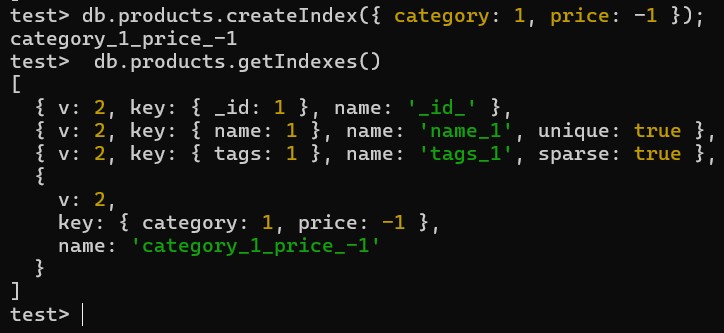 test> db.products.createIndex({ category: 1, price: -1 });
category_1_price_-1
test>  db.products.getIndexes()
[
  { v: 2, key: { _id: 1 }, name: '_id_' },
  { v: 2, key: { name: 1 }, name: 'name_1', unique: true },
  { v: 2, key: { tags: 1 }, name: 'tags_1', sparse: true },
  {
    v: 2,
    key: { category: 1, price: -1 },
    name: 'category_1_price_-1'
  }
]
test>